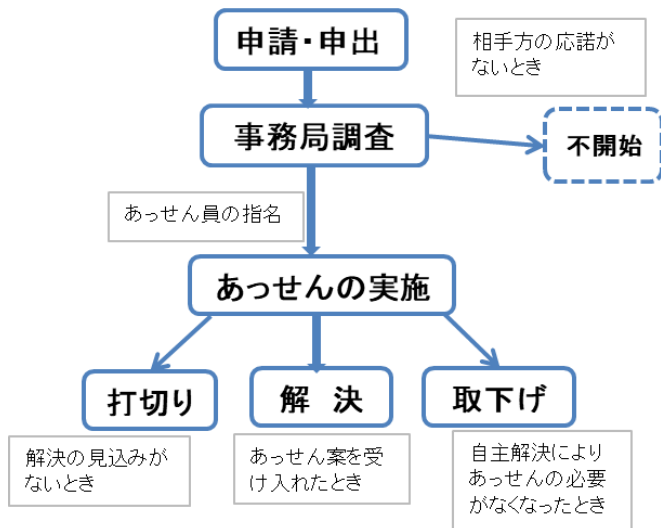 申請・申出
相手方の応諾が
ないとき
事務局調査
不開始
あっせん員の指名
あっせんの実施
打切り
解　決
取下げ
解決の見込みが
ないとき
あっせん案を受
け入れたとき
自主解決により
あっせんの必要
がなくなったとき